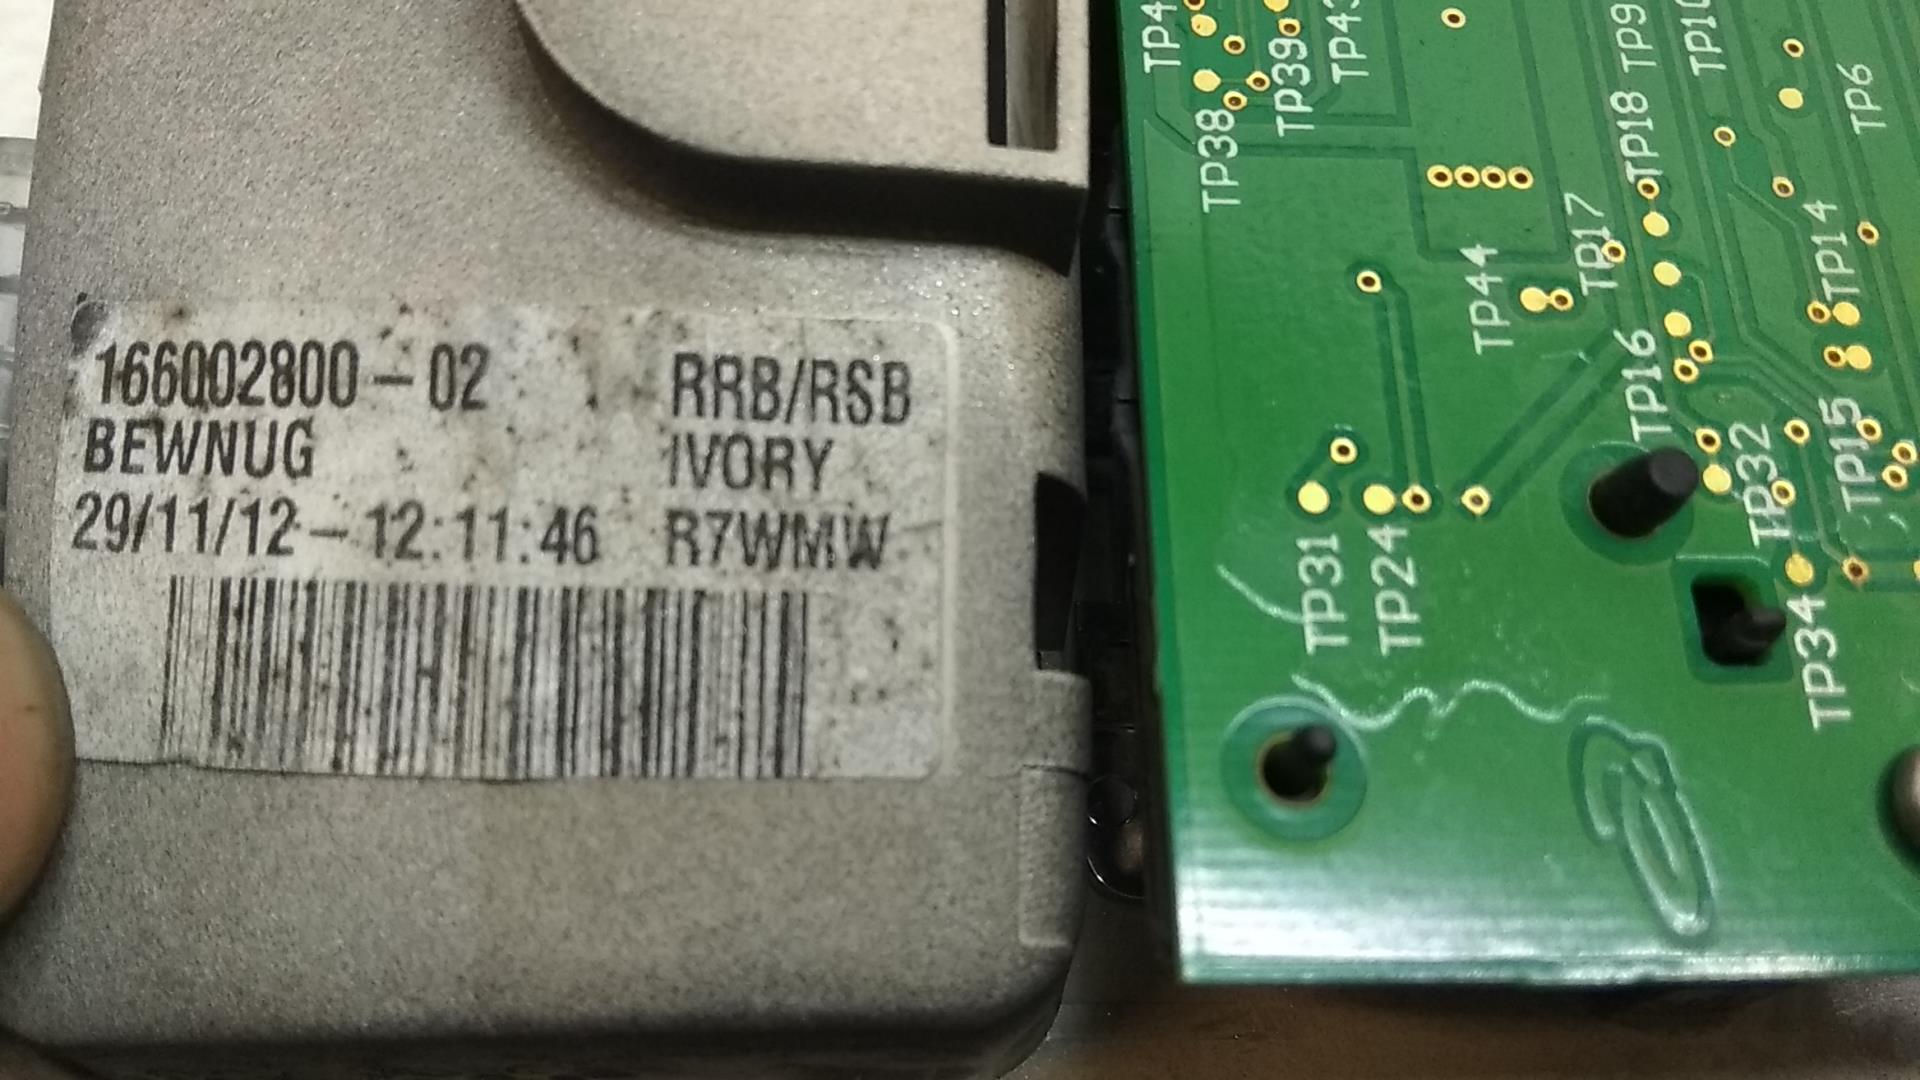 166002800-02 RRB/RSB
BEWNUG IVORY
29/11/12-12:11:46 R7WMW
TP39
TP38
TP9
TP18
TP6
TP17
TP14
TP44
TP16
TP15
TP32
TP31
TP24
TP34